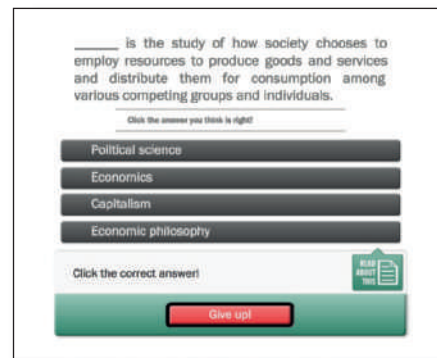 _____ is the study of how society chooses to
employ resources to produce goods and services
and distribute them for consumption among
various competing groups and individuals.
Click the answer you think is right!
Political science
Economics
Capitalism
Economic philosophy
Click the correct answer!
READ
ABOUT
THIS
Give up!